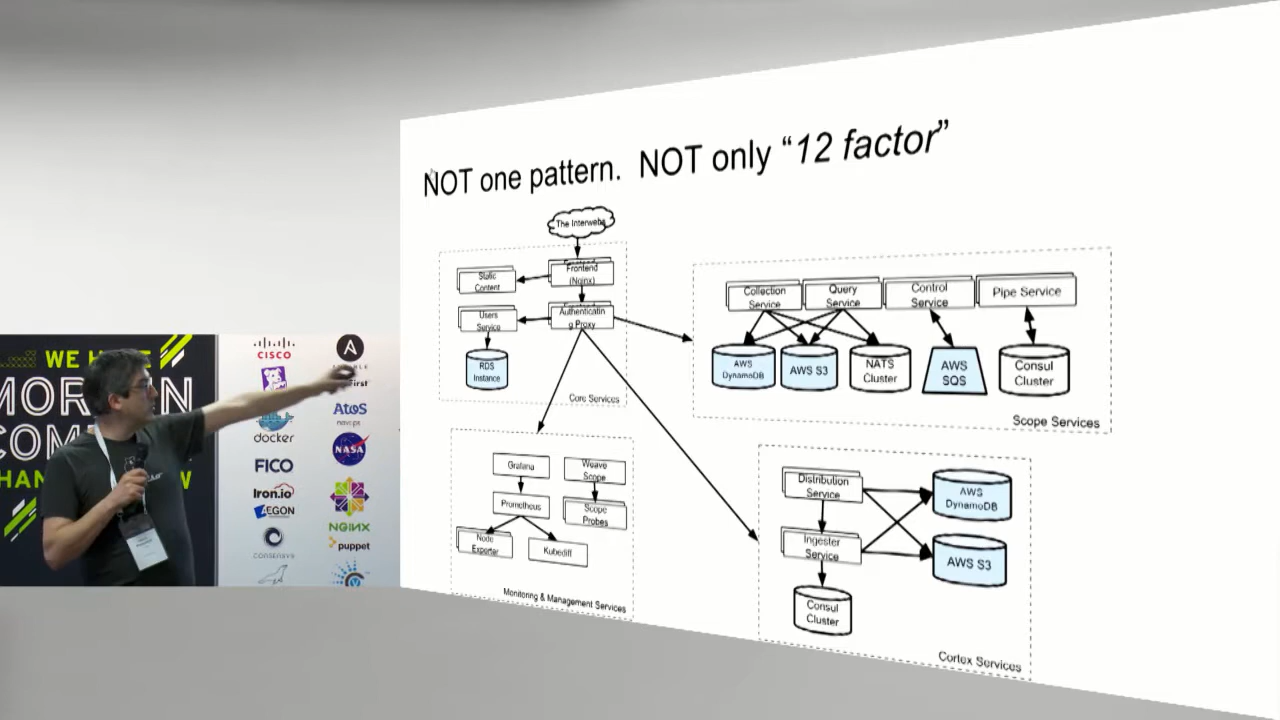 NOT one pattern. NOT only “12 factor”
The Interwebs
Static
Content
Frontend
(Nginx)
Users
Service
Authenticatin
g Proxy
RDS
Instance
Core Services
Collection
Service
Query
Service
Control
Service
Pipe Service
AWS
DynamoDB
AWS S3
NATS
Cluster
AWS
SQS
Consul
Cluster
Scope Services
Grafana
Weave
Scope
Prometheus
Scope
Probes
Node
Exporter
Kubediff
Monitoring & Management Services
Distribution
Service
AWS
DynamoDB
Ingester
Service
AWS S3
Consul
Cluster
Cortex Services
WE
CISCO
docker
Atos
FICO
NASA
Iron.io
AEGON
NGINX
puppet